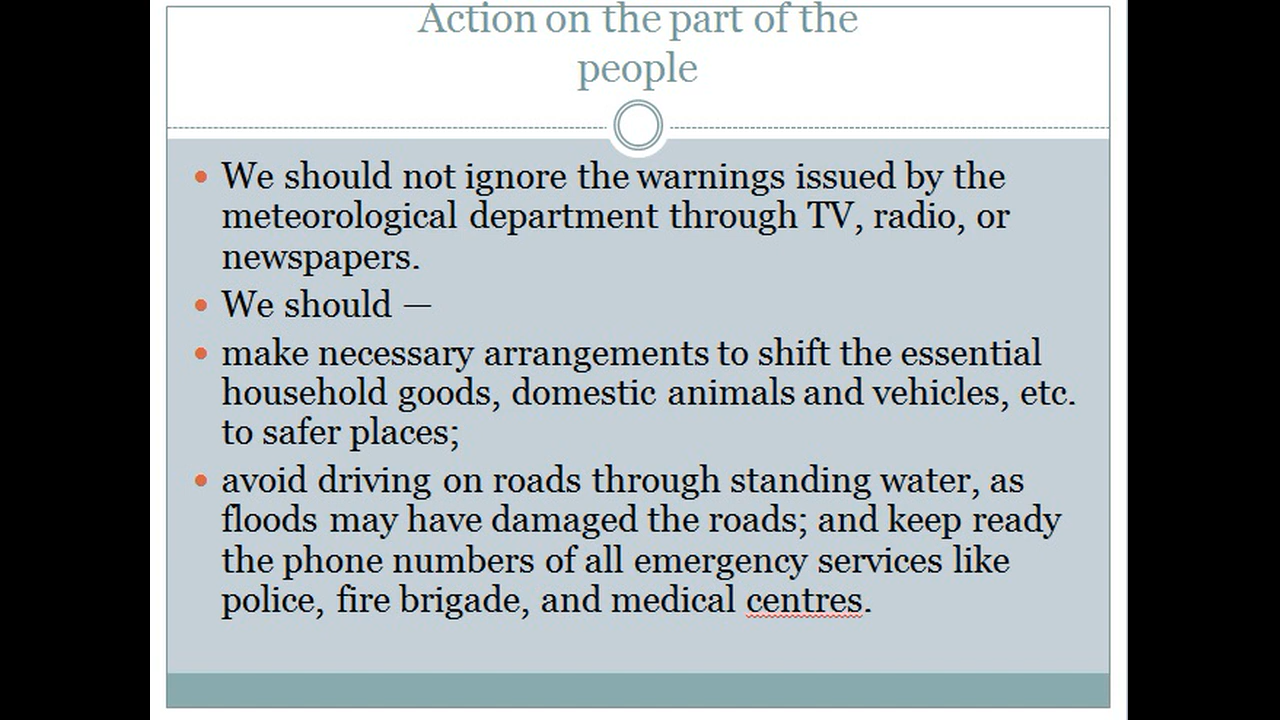 Action on the part of the
people
• We should not ignore the warnings issued by the
meteorological department through TV, radio, or
newspapers.
• We should —
• make necessary arrangements to shift the essential
household goods, domestic animals and vehicles, etc.
to safer places;
• avoid driving on roads through standing water, as
floods may have damaged the roads; and keep ready
the phone numbers of all emergency services like
police, fire brigade, and medical centres.